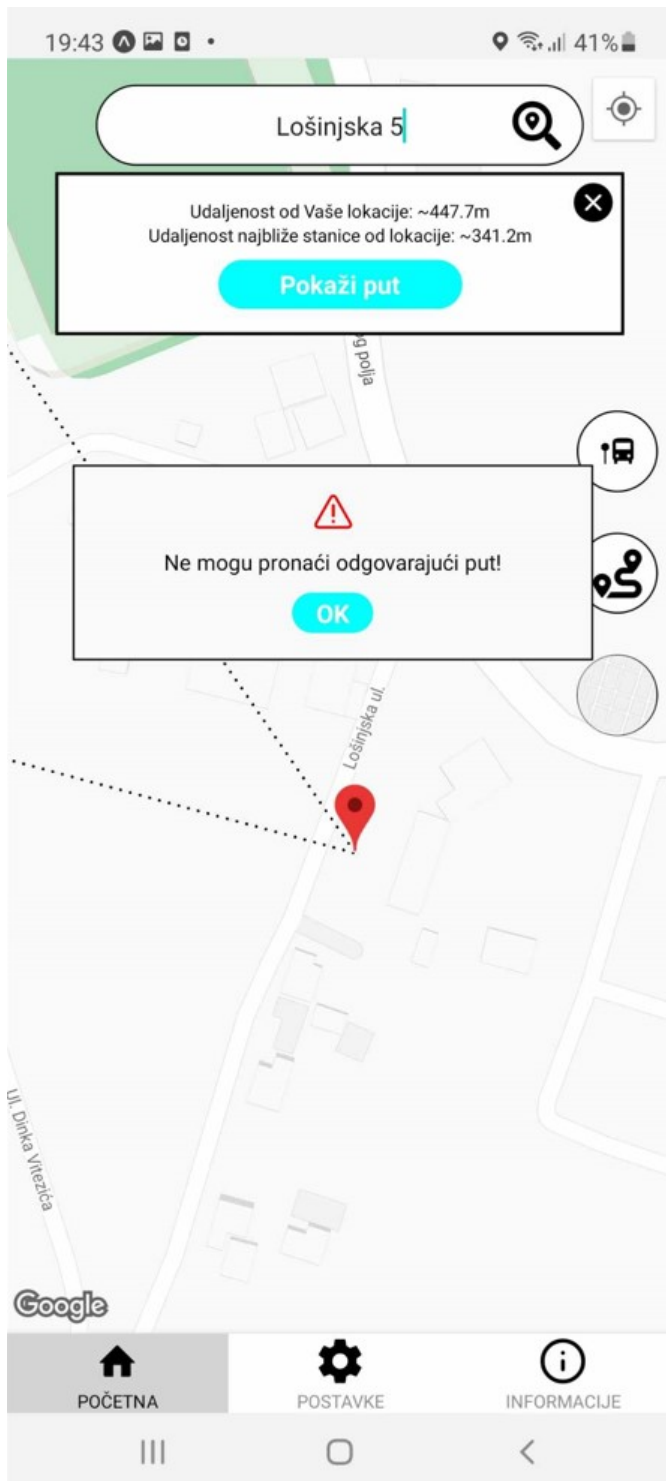 19:43
41%
Lošinjska 5
Udaljenost od Vaše lokacije: ~447.7m
Udaljenost najbliže stanice od lokacije: ~341.2m
Pokaži put
og polja
Ne mogu pronaći odgovarajući put!
OK
Lošinjska ul.
Ul. Dinka Vitezića
Google
POČETNA
POSTAVKE
INFORMACIJE